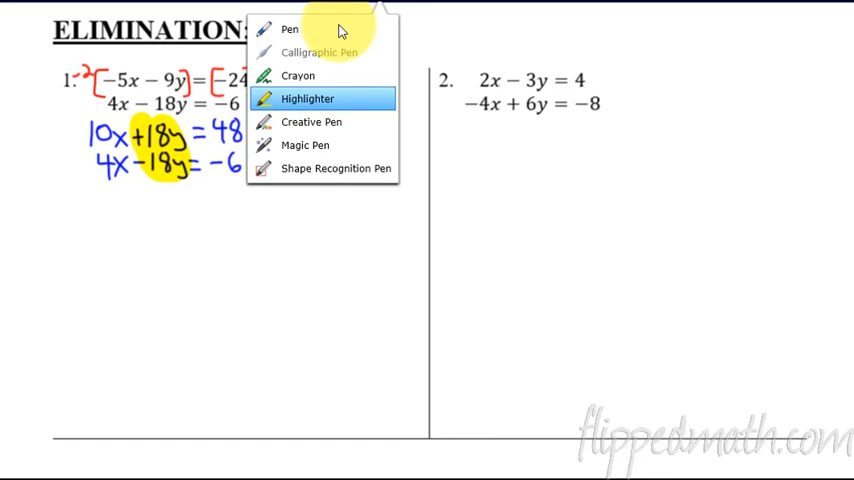 ELIMINATION:
Pen
Calligraphic Pen
Crayon
Highlighter
Creative Pen
Magic Pen
Shape Recognition Pen
1. -2[-5x − 9y] = [-24
4x − 18y = −6
10x +18y = 48
4x -18y = -6
2. 2x − 3y = 4
−4x + 6y = −8
flippedmath.com